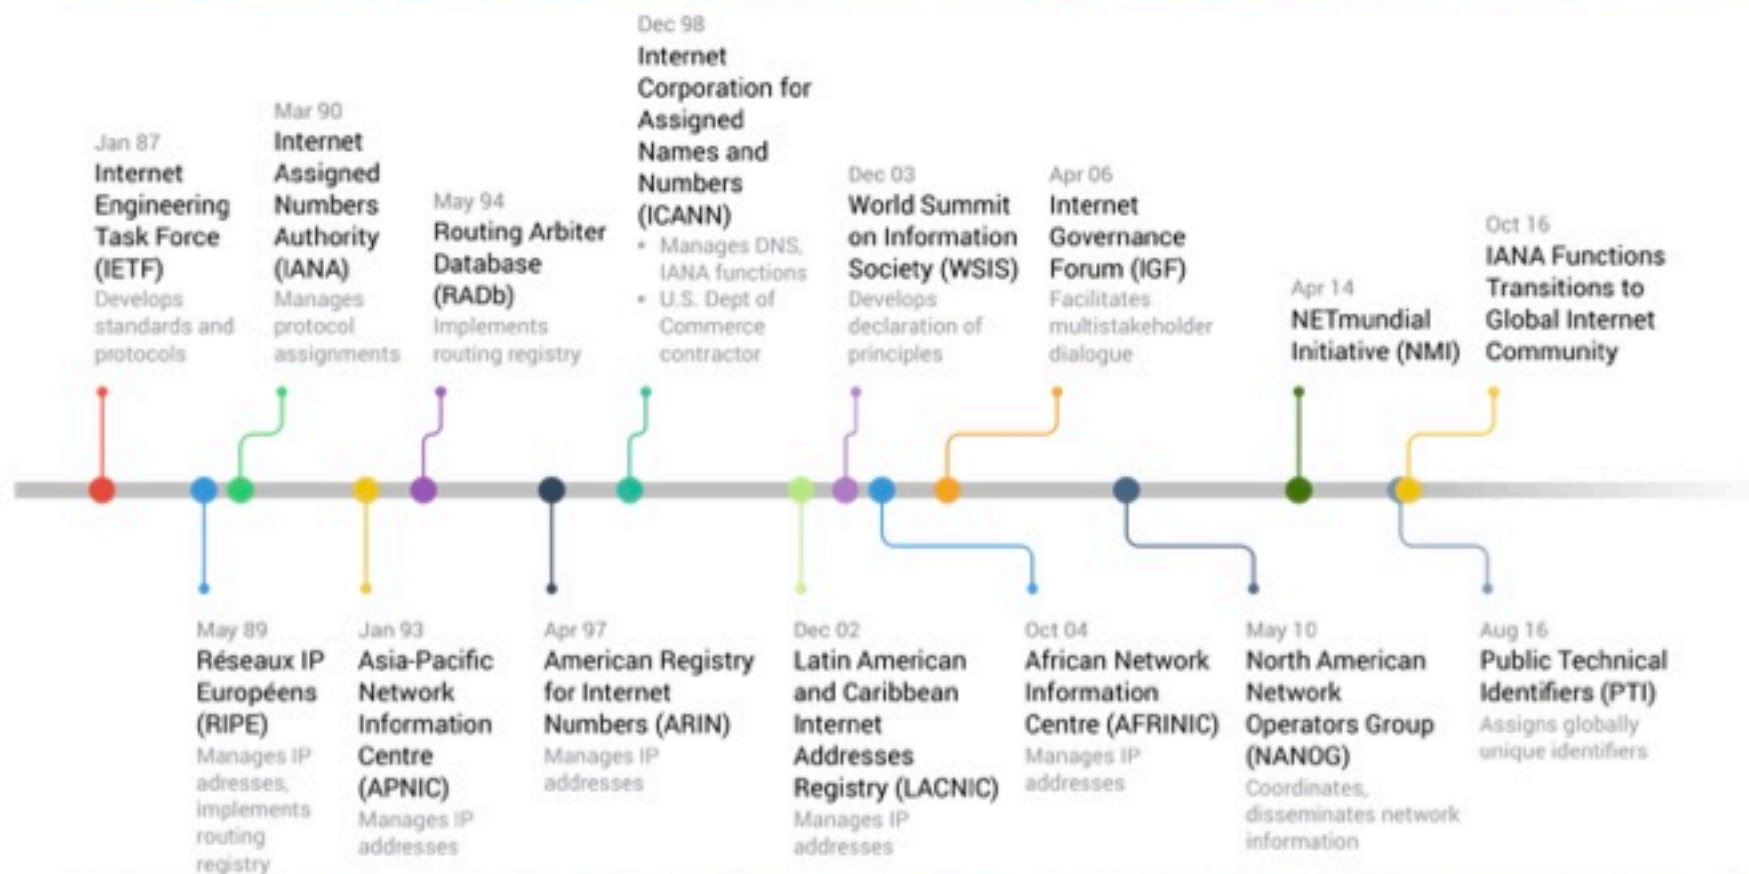 Jan 87
Internet
Engineering
Task Force
(IETF)
Develops
standards and
protocols
Mar 90
Internet
Assigned
Numbers
Authority
(IANA)
Manages
protocol
assignments
May 94
Routing Arbiter
Database
(RADb)
Implements
routing registry
Dec 98
Internet
Corporation for
Assigned
Names and
Numbers
(ICANN)
• Manages DNS,
IANA functions
• U.S. Dept of
Commerce
contractor
Dec 03
World Summit
on Information
Society (WSIS)
Develops
declaration of
principles
Apr 06
Internet
Governance
Forum (IGF)
Facilitates
multistakeholder
dialogue
Apr 14
NETmundial
Initiative (NMI)
Oct 16
IANA Functions
Transitions to
Global Internet
Community
May 89
Réseaux IP
Européens
(RIPE)
Manages IP
adresses,
implements
routing
registry
Jan 93
Asia-Pacific
Network
Information
Centre
(APNIC)
Manages IP
addresses
Apr 97
American Registry
for Internet
Numbers (ARIN)
Manages IP
addresses
Dec 02
Latin American
and Caribbean
Internet
Addresses
Registry (LACNIC)
Manages IP
addresses
Oct 04
African Network
Information
Centre (AFRINIC)
Manages IP
addresses
May 10
North American
Network
Operators Group
(NANOG)
Coordinates,
disseminates network
information
Aug 16
Public Technical
Identifiers (PTI)
Assigns globally
unique identifiers